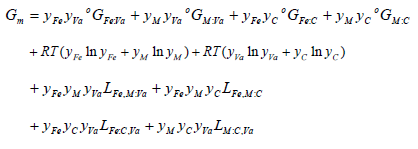 G_m = y_Fe y_Va °G_Fe:Va + y_M y_Va °G_M:Va + y_Fe y_C °G_Fe:C + y_M y_C °G_M:C
+ RT(y_Fe ln y_Fe + y_M ln y_M) + RT(y_Va ln y_Va + y_C ln y_C)
+ y_Fe y_M y_Va L_Fe,M:Va + y_Fe y_M y_C L_Fe,M:C
+ y_Fe y_C y_Va L_Fe:C,Va + y_M y_C y_Va L_M:C,Va